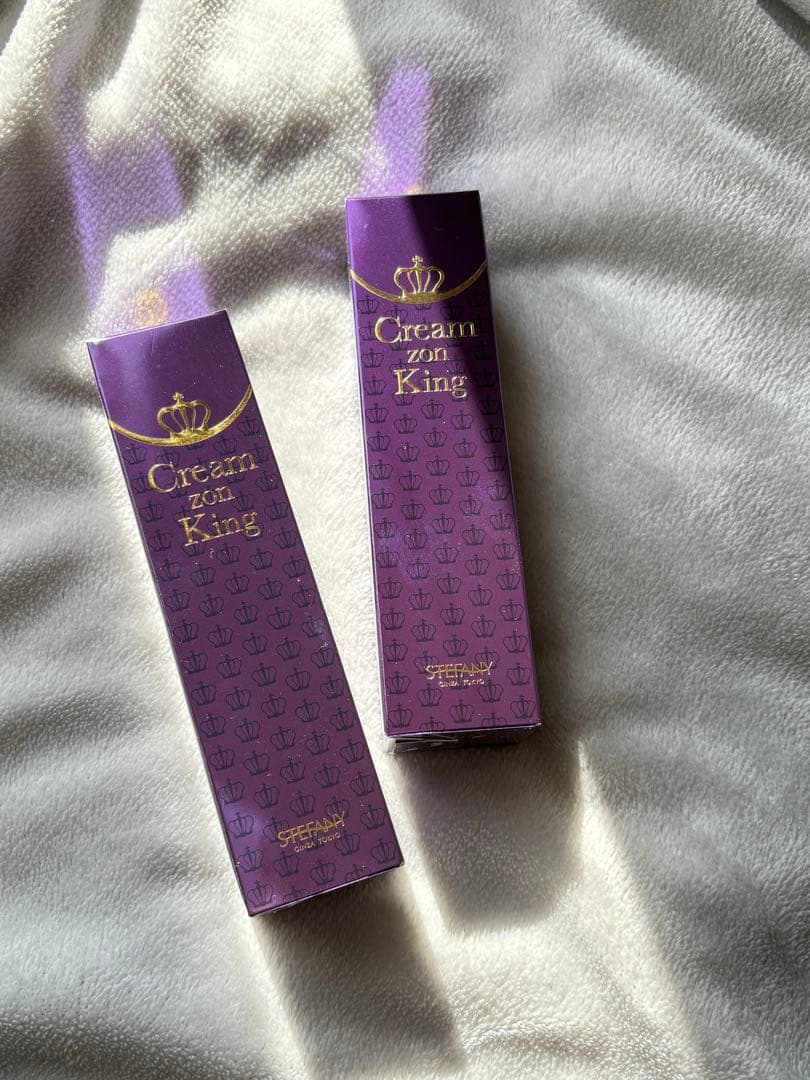 Cream
zon
King
STEFANY
GINZA TOKYO
Cream
zon
King
STEFANY
GINZA TOKYO